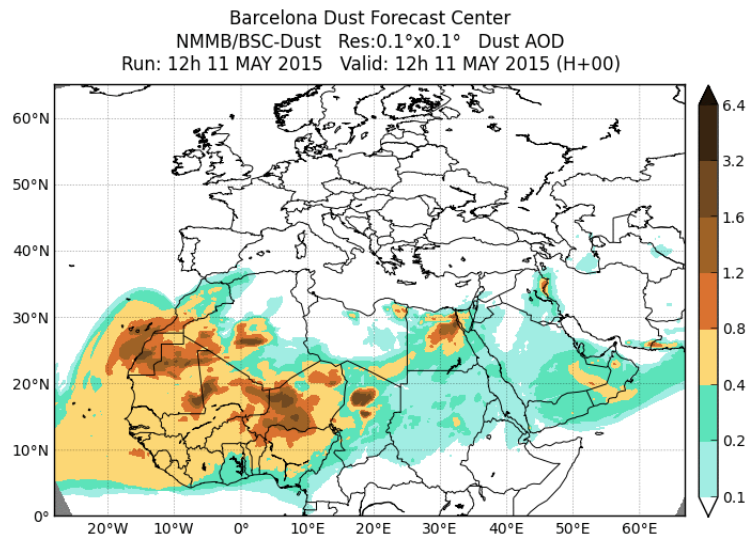 Barcelona Dust Forecast Center
NMMB/BSC-Dust Res:0.1°x0.1° Dust AOD
Run: 12h 11 MAY 2015 Valid: 12h 11 MAY 2015 (H+00)
60°N
50°N
40°N
30°N
20°N
10°N
0°
20°W 10°W 0° 10°E 20°E 30°E 40°E 50°E 60°E
6.4
3.2
1.6
1.2
0.8
0.4
0.2
0.1